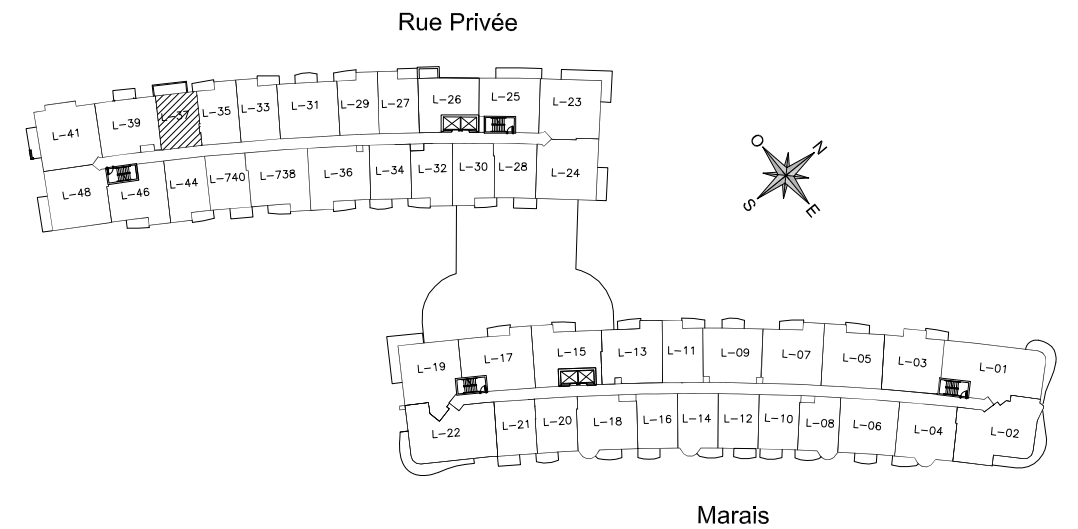 Rue Privée
L-41 L-39 L-37 L-35 L-33 L-31 L-29 L-27 L-26 L-25 L-23
L-48 L-46 L-44 L-740 L-738 L-36 L-34 L-32 L-30 L-28 L-24
O N
S E
L-19 L-17 L-15 L-13 L-11 L-09 L-07 L-05 L-03 L-01
L-22 L-21 L-20 L-18 L-16 L-14 L-12 L-10 L-08 L-06 L-04 L-02
Marais